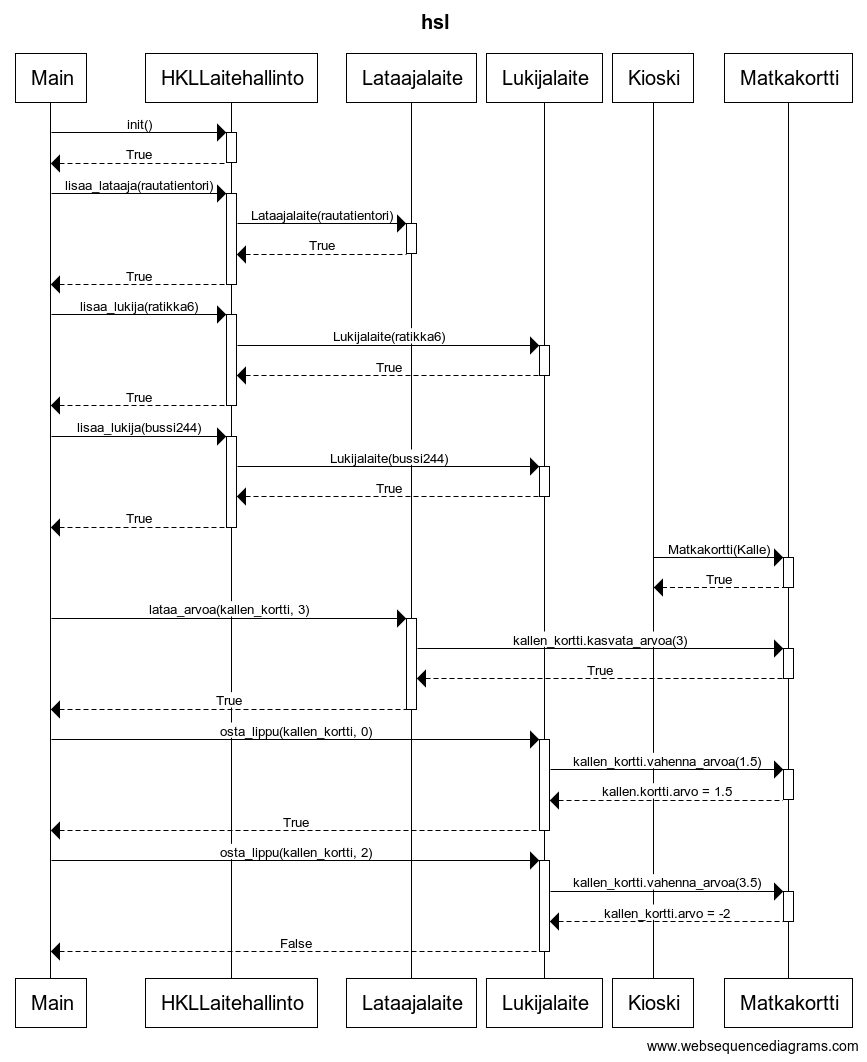 hsl
Main HKLLaitehallinto Lataajalaite Lukijalaite Kioski Matkakortti
init()
True
lisaa_lataaja(rautatientori)
Lataajalaite(rautatientori)
True
True
lisaa_lukija(ratikka6)
Lukijalaite(ratikka6)
True
True
lisaa_lukija(bussi244)
Lukijalaite(bussi244)
True
True
Matkakortti(Kalle)
True
lataa_arvoa(kallen_kortti, 3)
kallen_kortti.kasvata_arvoa(3)
True
True
osta_lippu(kallen_kortti, 0)
kallen_kortti.vahenna_arvoa(1.5)
kallen.kortti.arvo = 1.5
True
osta_lippu(kallen_kortti, 2)
kallen_kortti.vahenna_arvoa(3.5)
kallen_kortti.arvo = -2
False
Main HKLLaitehallinto Lataajalaite Lukijalaite Kioski Matkakortti
www.websequencediagrams.com